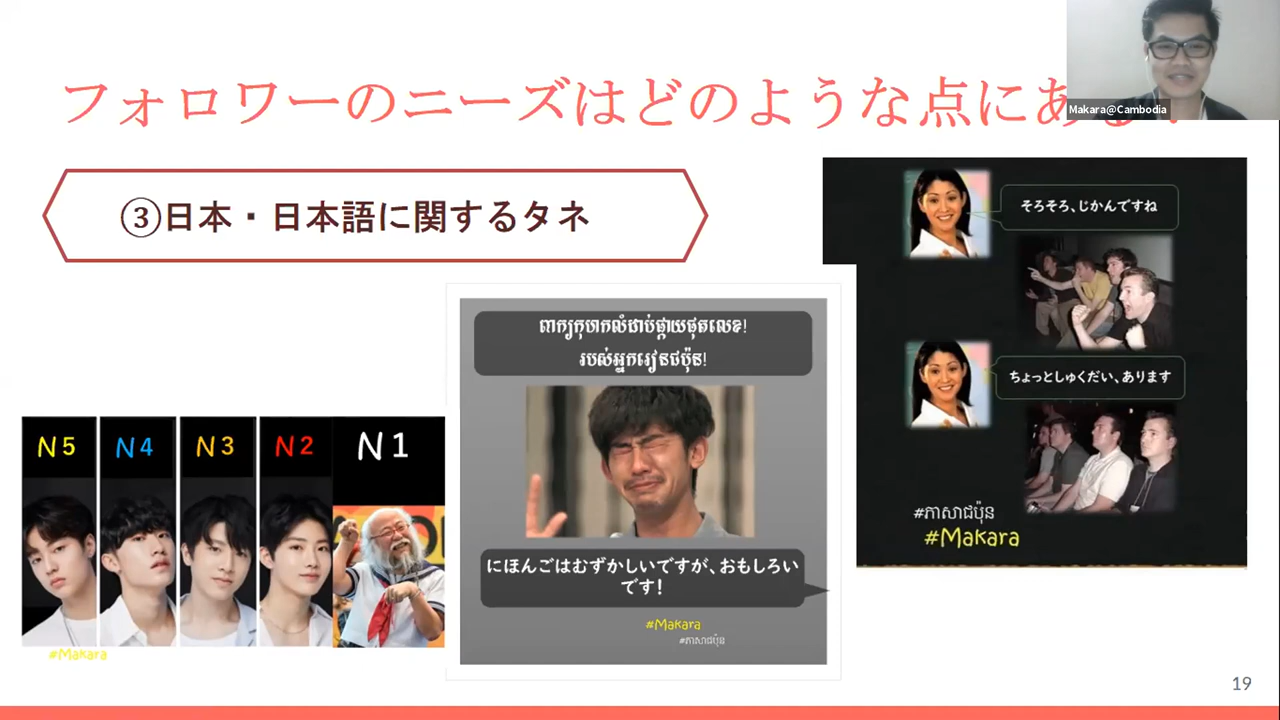 フォロワーのニーズはどのような点にあ
Makara@Cambodia
③日本・日本語に関するタネ
そろそろ、じかんですね
ちょっとしゅくだい、あります
#ភាសាជប៉ុន
#Makara
ពាក្យកុហកលំដាប់ផ្កាយផុតលេខ!
របស់អ្នករៀនជប៉ុន!
にほんごはむずかしいですが、おもしろい
です!
#Makara
#ភាសាជប៉ុន
N5
N4
N3
N2
N1
#Makara
19